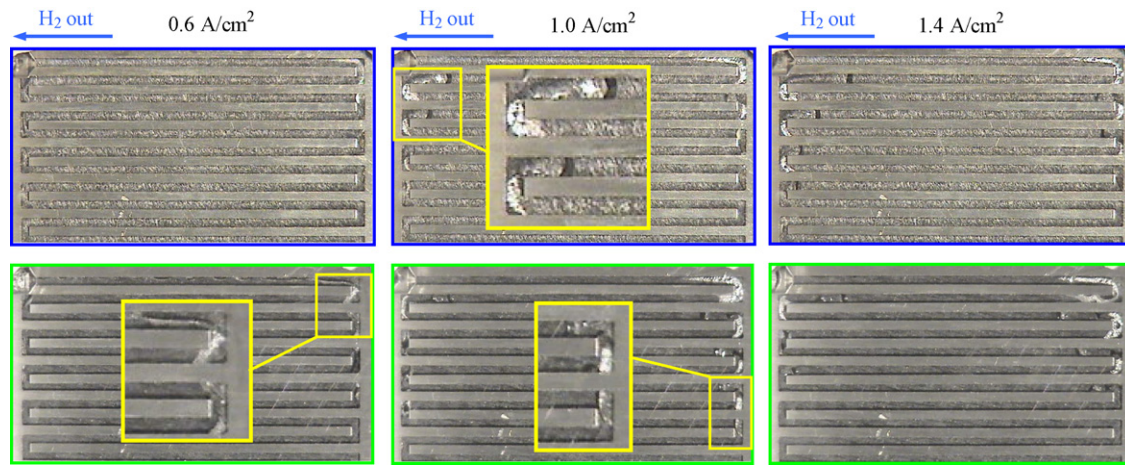 H₂ out 0.6 A/cm² H₂ out 1.0 A/cm² H₂ out 1.4 A/cm²